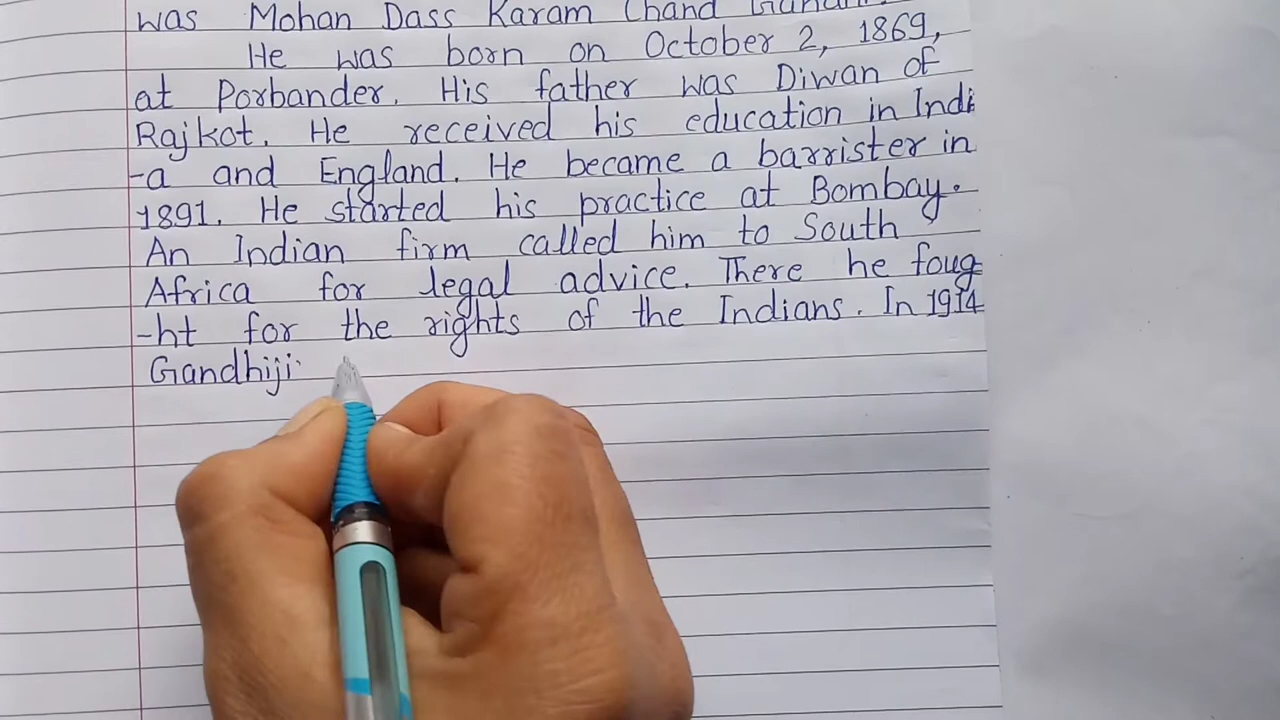 was Mohan Dass Karam Chand Gandhi.
He was born on October 2, 1869,
at Porbander. His father was Diwan of
Rajkot. He received his education in Indi
-a and England. He became a barrister in
1891. He started his practice at Bombay.
An Indian firm called him to South
Africa for legal advice. There he foug
-ht for the rights of the Indians. In 1914
Gandhiji